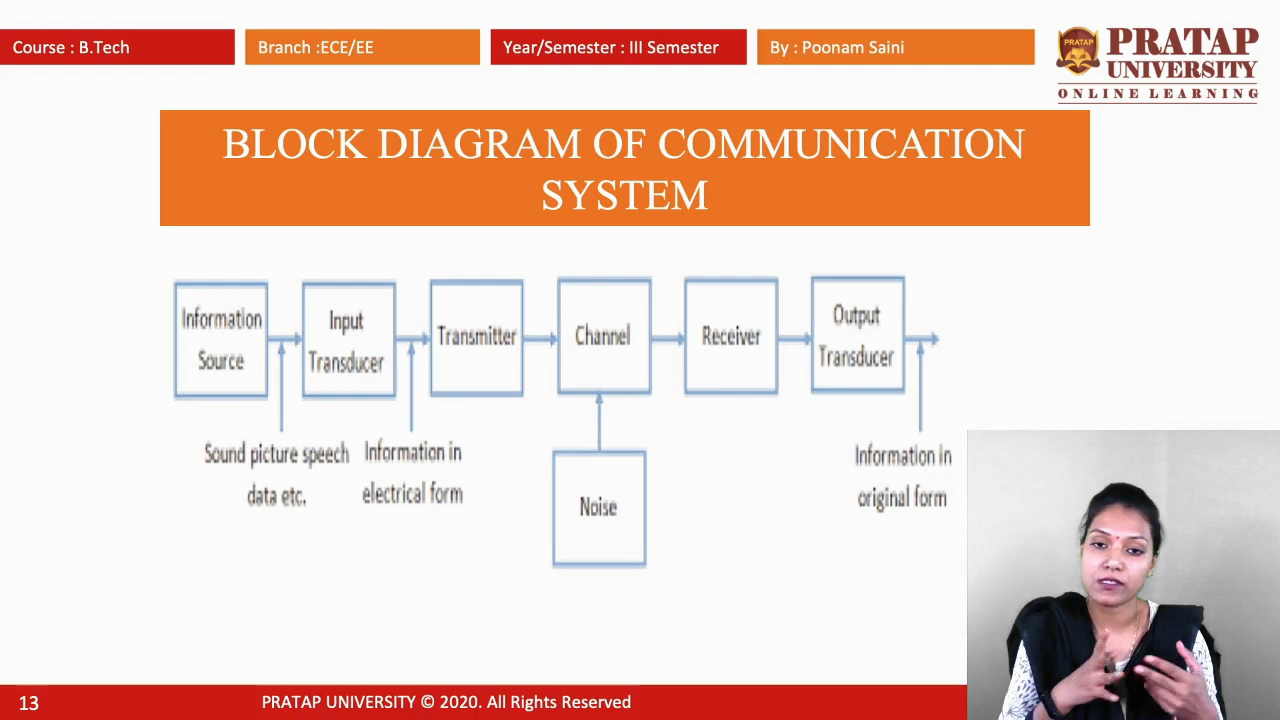 Course : B.Tech
Branch :ECE/EE
Year/Semester : III Semester
By : Poonam Saini
PRATAP
PRATAP
UNIVERSITY
ONLINE LEARNING
BLOCK DIAGRAM OF COMMUNICATION
SYSTEM
Information
Source
Input
Transducer
Transmitter
Channel
Receiver
Output
Transducer
Sound picture speech
data etc.
Information in
electrical form
Noise
Information in
original form
13
PRATAP UNIVERSITY © 2020. All Rights Reserved